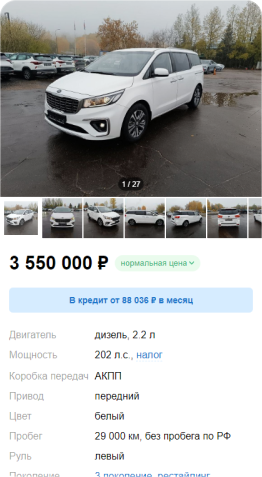 1 / 27
3 550 000 ₽ нормальная цена
В кредит от 88 036 ₽ в месяц
Двигатель дизель, 2.2 л
Мощность 202 л.с., налог
Коробка передач АКПП
Привод передний
Цвет белый
Пробег 29 000 км, без пробега по РФ
Руль левый
Поколение 3 поколение, рестайлинг